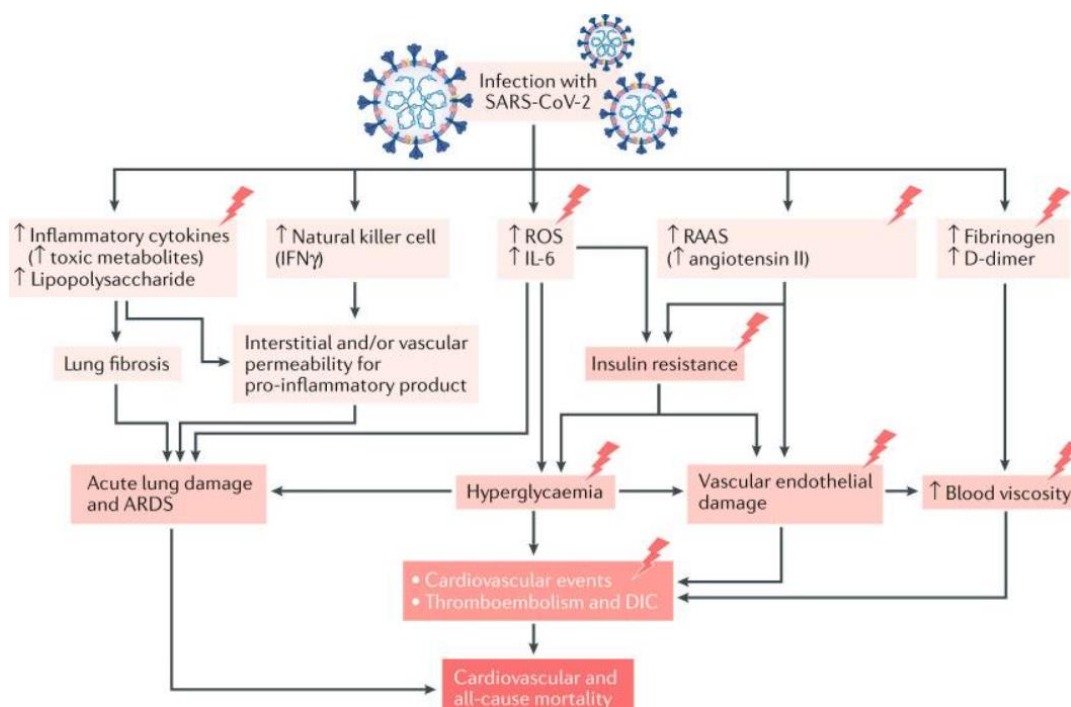 Infection with
SARS-CoV-2
↑ Inflammatory cytokines
(↑ toxic metabolites)
↑ Lipopolysaccharide
↑ Natural killer cell
(IFNγ)
↑ ROS
↑ IL-6
↑ RAAS
(↑ angiotensin II)
↑ Fibrinogen
↑ D-dimer
Lung fibrosis
Interstitial and/or vascular
permeability for
pro-inflammatory product
Insulin resistance
Acute lung damage
and ARDS
Hyperglycaemia
Vascular endothelial
damage
↑ Blood viscosity
• Cardiovascular events
• Thromboembolism and DIC
Cardiovascular and
all-cause mortality